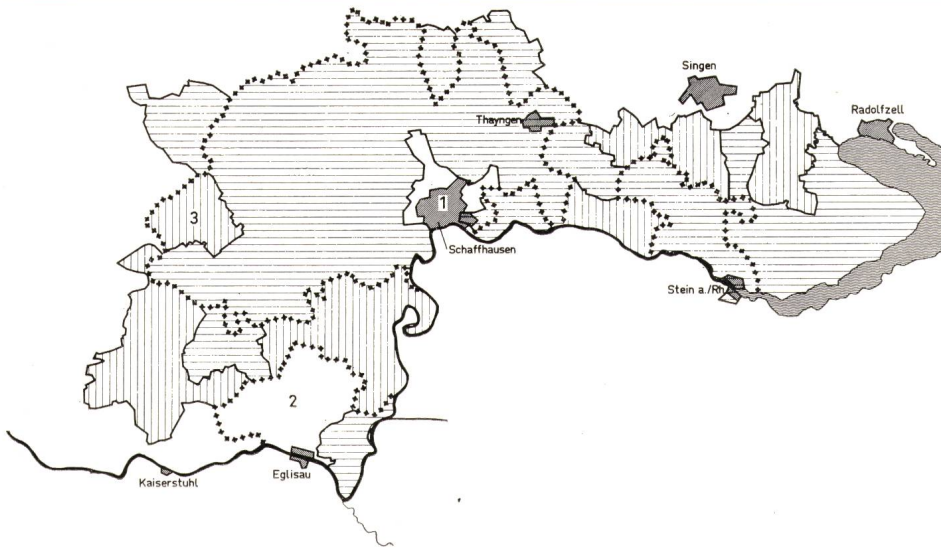 Singen
Radolfzell
Thayngen
3
1
Schaffhausen
Stein a./Rh.
2
Eglisau
Kaiserstuhl